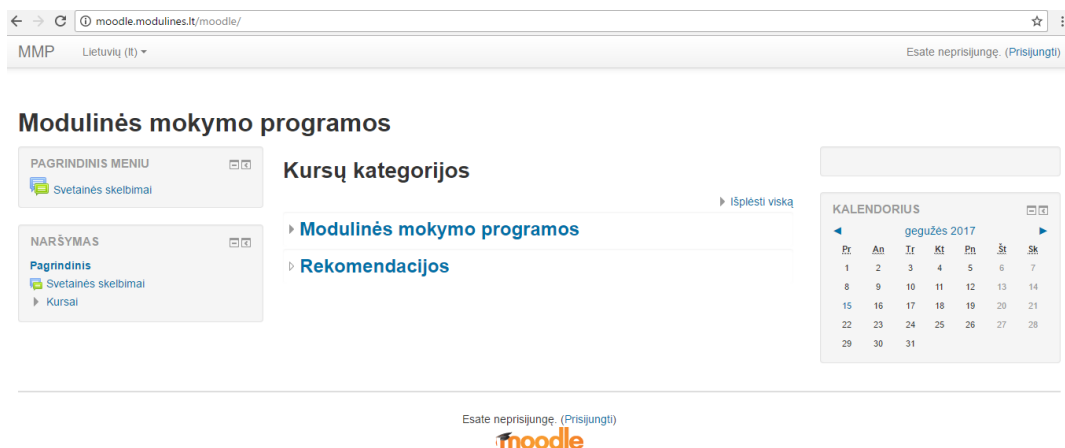 moodle.modulines.lt/moodle/
MMP Lietuvių (lt) Esate neprisijungę. (Prisijungti)
Modulinės mokymo programos
PAGRINDINIS MENIU
Svetainės skelbimai
NARŠYMAS
Pagrindinis
Svetainės skelbimai
Kursai
Kursų kategorijos
Išplėsti viską
Modulinės mokymo programos
Rekomendacijos
KALENDORIUS
gegužės 2017
Pr An Tr Kt Pn Št Sk
1 2 3 4 5 6 7
8 9 10 11 12 13 14
15 16 17 18 19 20 21
22 23 24 25 26 27 28
29 30 31
Esate neprisijungę. (Prisijungti)
moodle